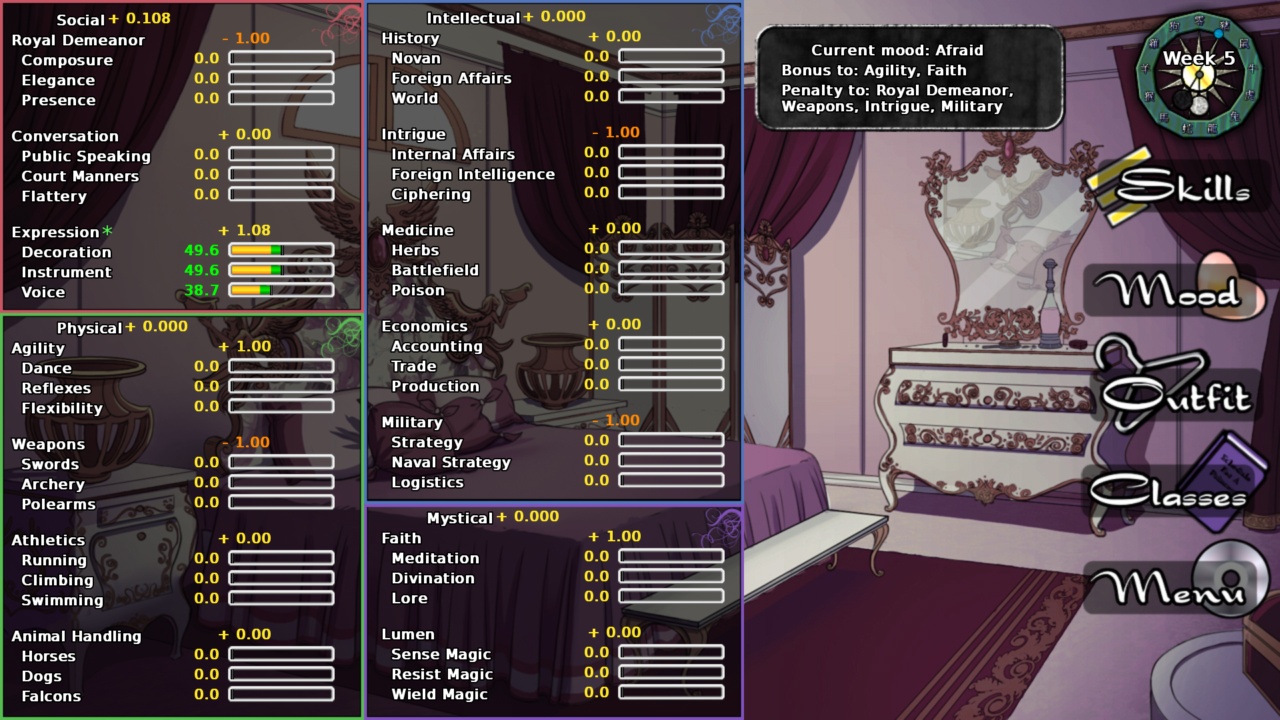 Social + 0.108
Royal Demeanor - 1.00
Composure 0.0
Elegance 0.0
Presence 0.0
Conversation + 0.00
Public Speaking 0.0
Court Manners 0.0
Flattery 0.0
Expression* + 1.08
Decoration 49.6
Instrument 49.6
Voice 38.7
Physical + 0.000
Agility + 1.00
Dance 0.0
Reflexes 0.0
Flexibility 0.0
Weapons - 1.00
Swords 0.0
Archery 0.0
Polearms 0.0
Athletics + 0.00
Running 0.0
Climbing 0.0
Swimming 0.0
Animal Handling + 0.00
Horses 0.0
Dogs 0.0
Falcons 0.0
Intellectual + 0.000
History + 0.00
Novan 0.0
Foreign Affairs 0.0
World 0.0
Intrigue - 1.00
Internal Affairs 0.0
Foreign Intelligence 0.0
Ciphering 0.0
Medicine + 0.00
Herbs 0.0
Battlefield 0.0
Poison 0.0
Economics + 0.00
Accounting 0.0
Trade 0.0
Production 0.0
Military - 1.00
Strategy 0.0
Naval Strategy 0.0
Logistics 0.0
Mystical + 0.000
Faith + 1.00
Meditation 0.0
Divination 0.0
Lore 0.0
Lumen + 0.00
Sense Magic 0.0
Resist Magic 0.0
Wield Magic 0.0
Current mood: Afraid
Bonus to: Agility, Faith
Penalty to: Royal Demeanor,
Weapons, Intrigue, Military
Week 5
Skills
Mood
Outfit
Classes
Menu